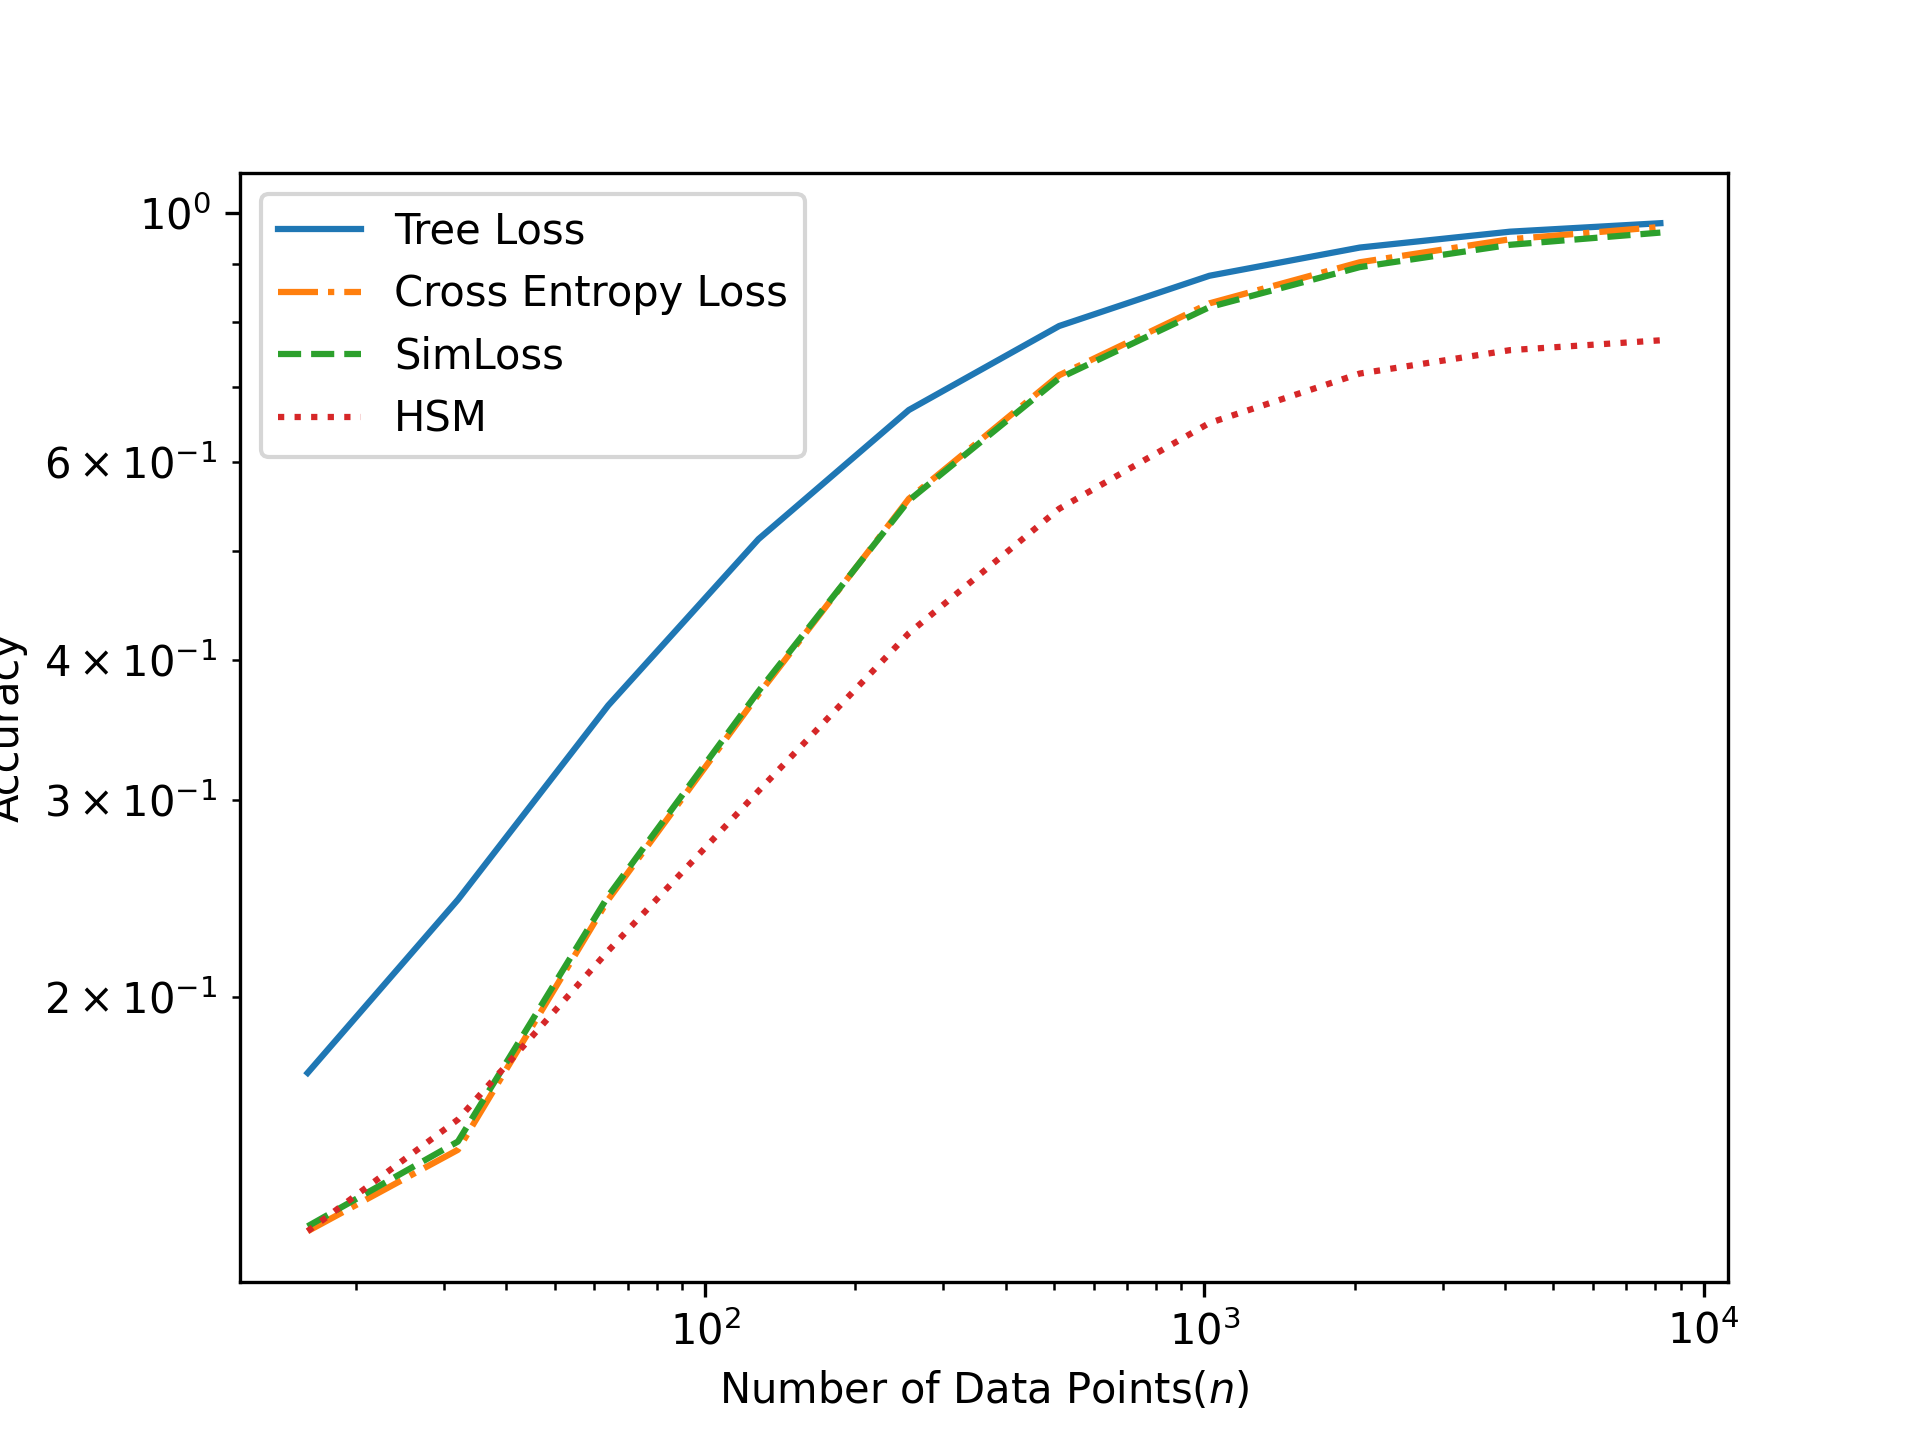 10⁰
6 × 10⁻¹
4 × 10⁻¹
3 × 10⁻¹
2 × 10⁻¹
Accuracy
Tree Loss
Cross Entropy Loss
SimLoss
HSM
10² 10³ 10⁴
Number of Data Points(n)